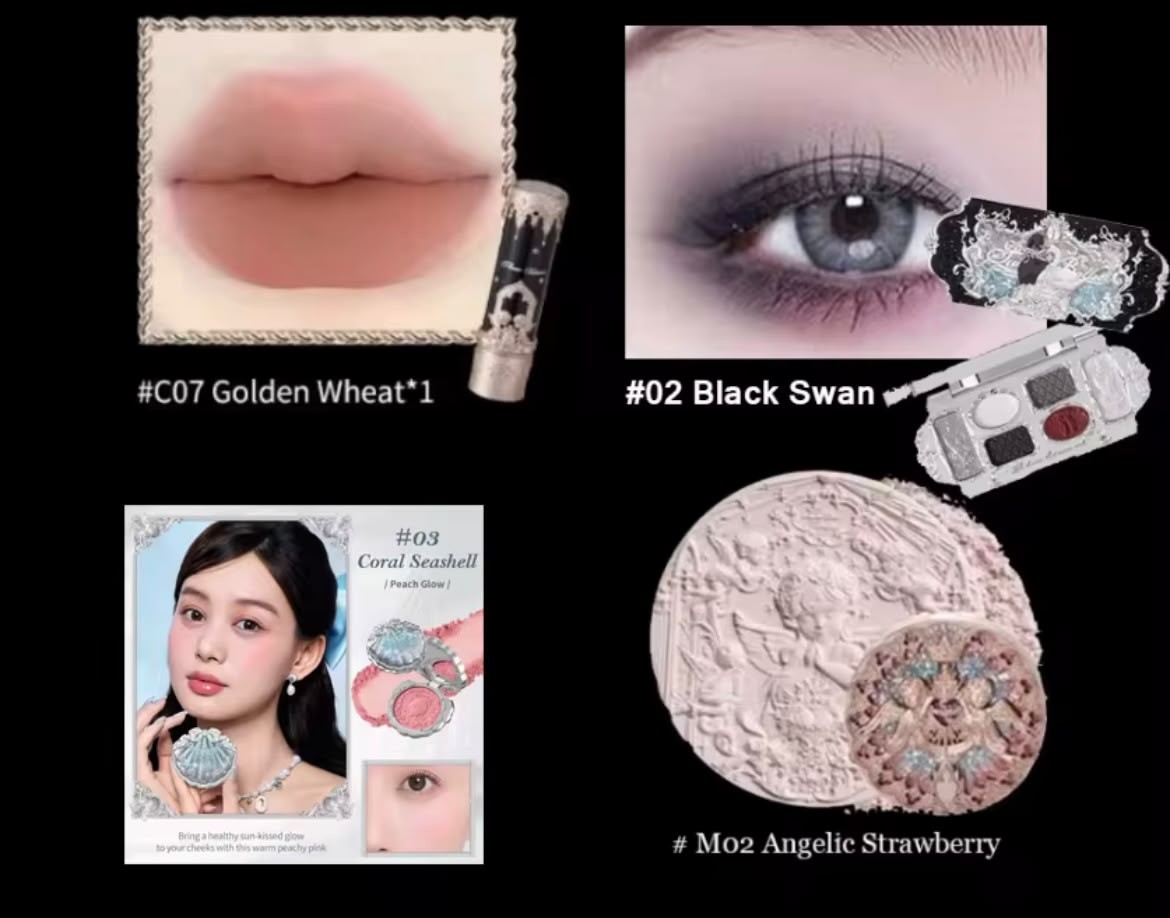 #C07 Golden Wheat*1
#02 Black Swan
#03
Coral Seashell
/ Peach Glow /
Bring a healthy sun-kissed glow
to your cheeks with this warm peachy pink
# M02 Angelic Strawberry